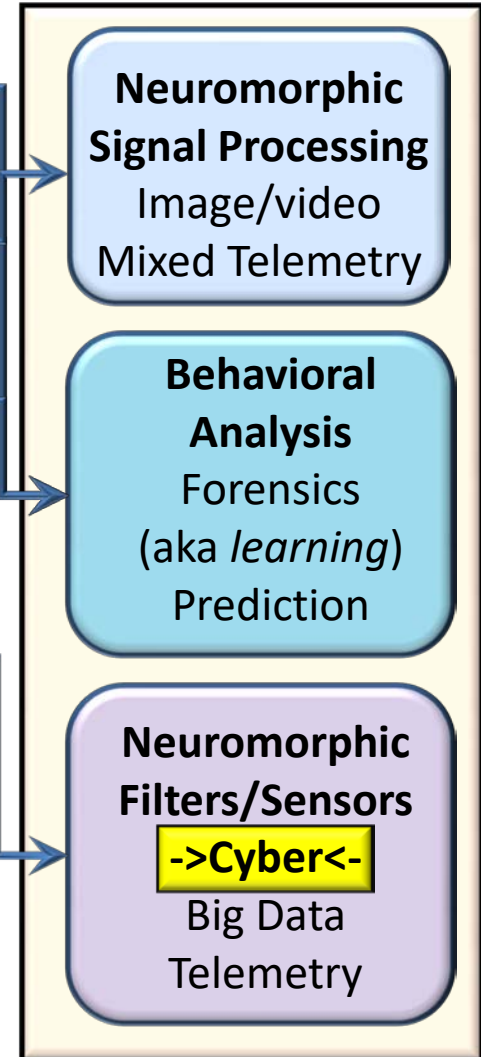 Neuromorphic
Signal Processing
Image/video
Mixed Telemetry
Behavioral
Analysis
Forensics
(aka learning)
Prediction
Neuromorphic
Filters/Sensors
->Cyber<-
Big Data
Telemetry